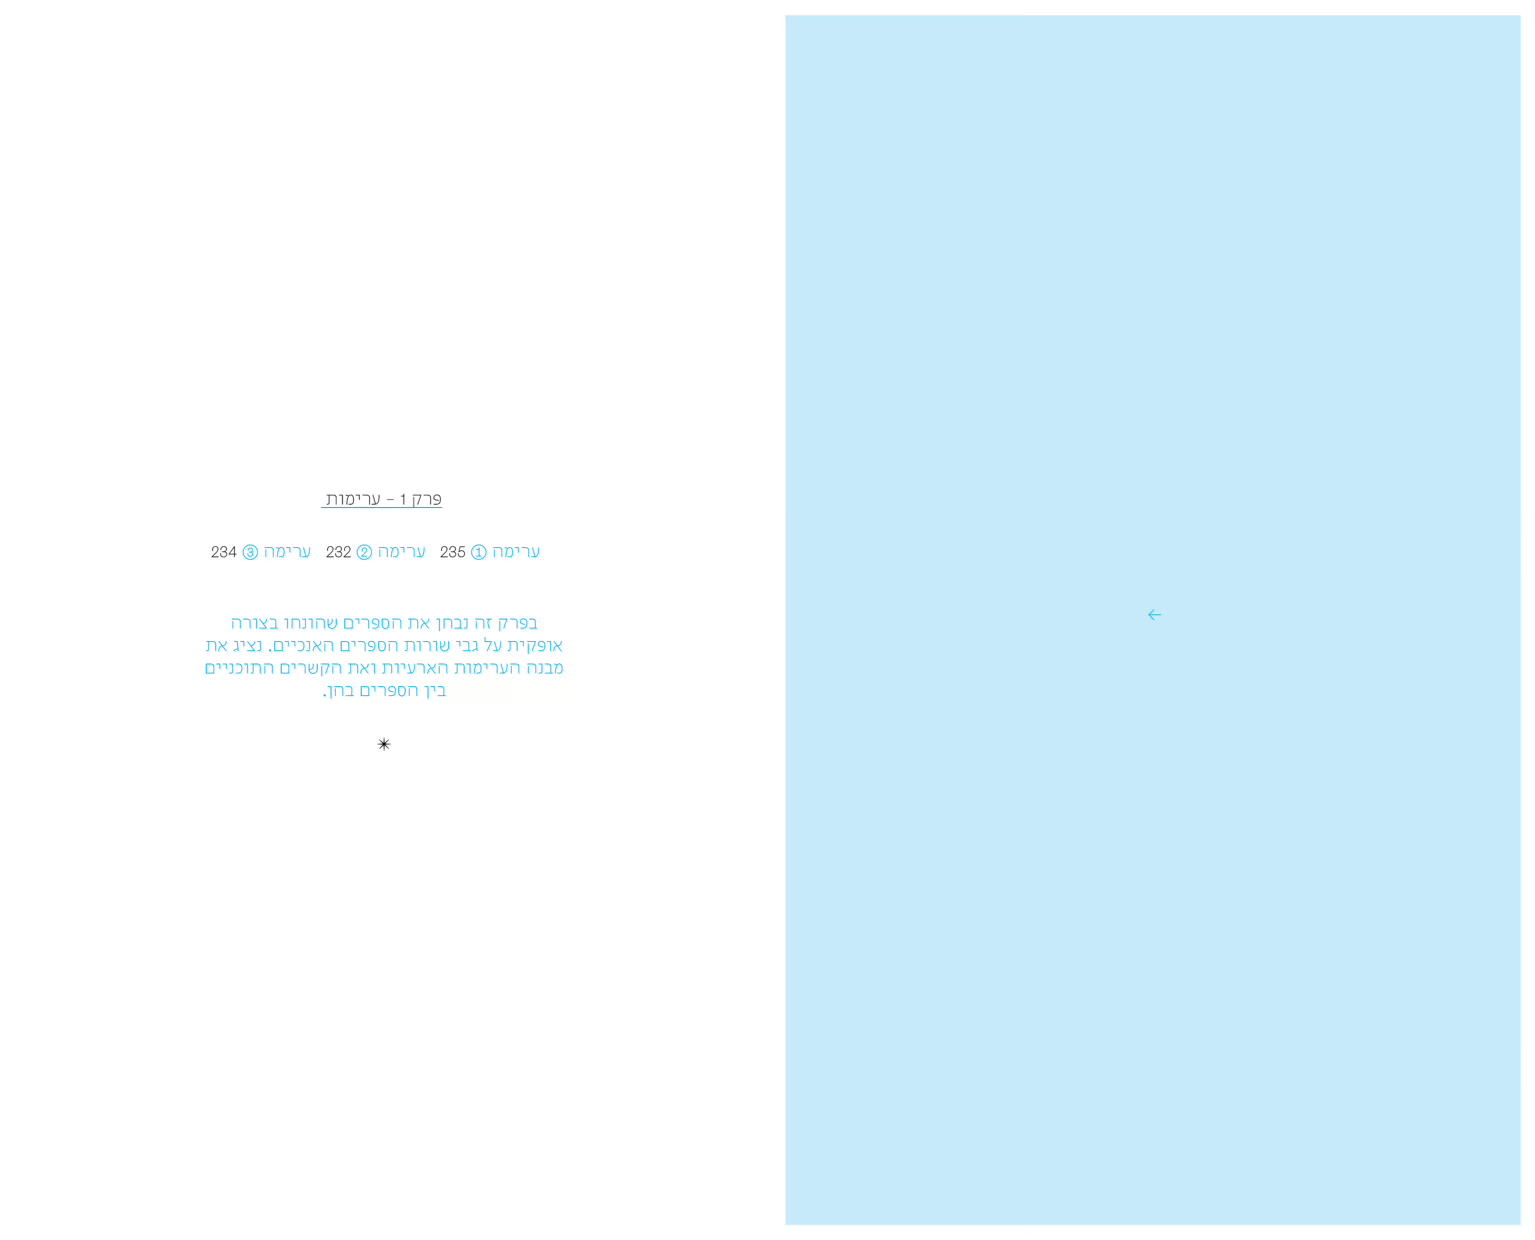 ←
פרק 1 – ערימות
ערימה ① 235 ערימה ② 232 ערימה ③ 234
בפרק זה נבחן את הספרים שהונחו בצורה
אופקית על גבי שורות הספרים האנכיים. נציג את
מבנה הערימות הארעיות ואת הקשרים התוכניים
בין הספרים בהן.
✳